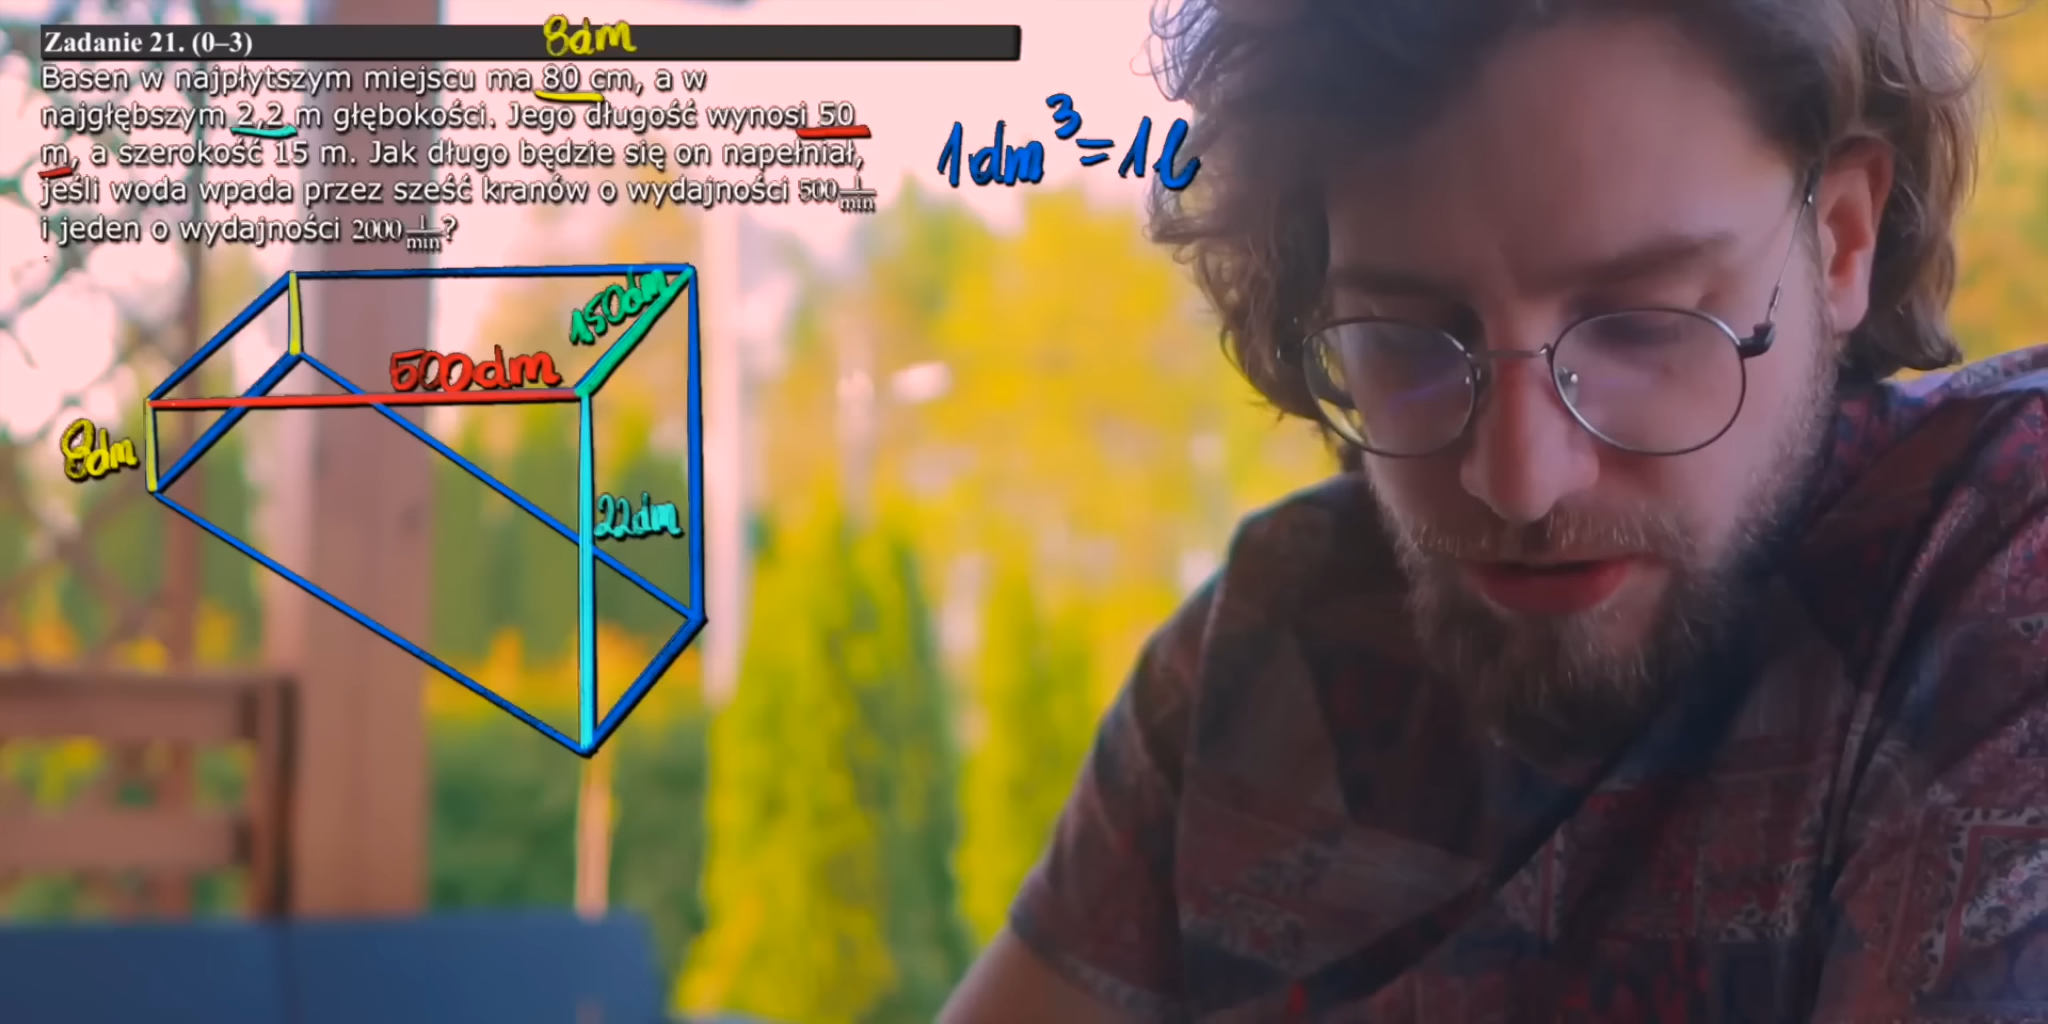 Zadanie 21. (0–3)
8dm
Basen w najpłytszym miejscu ma 80 cm, a w
najgłębszym 2,2 m głębokości. Jego długość wynosi 50
m, a szerokość 15 m. Jak długo będzie się on napełniał,
jeśli woda wpada przez sześć kranów o wydajności 500 l/min
i jeden o wydajności 2000 l/min?
1dm³=1l
150dm
500dm
8dm
22dm